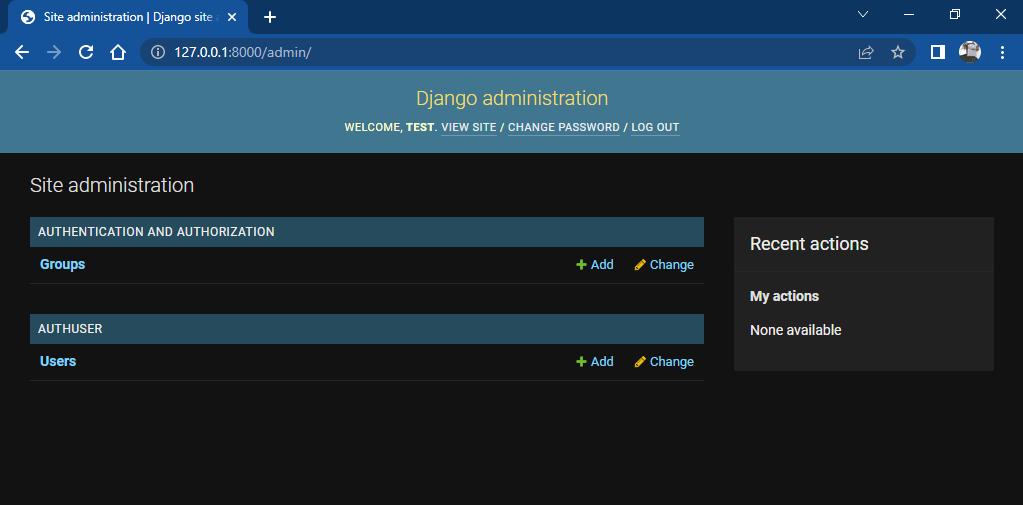 Site administration | Django site a
127.0.0.1:8000/admin/
Django administration
WELCOME, TEST. VIEW SITE / CHANGE PASSWORD / LOG OUT
Site administration
AUTHENTICATION AND AUTHORIZATION
Groups Add Change
AUTHUSER
Users Add Change
Recent actions
My actions
None available